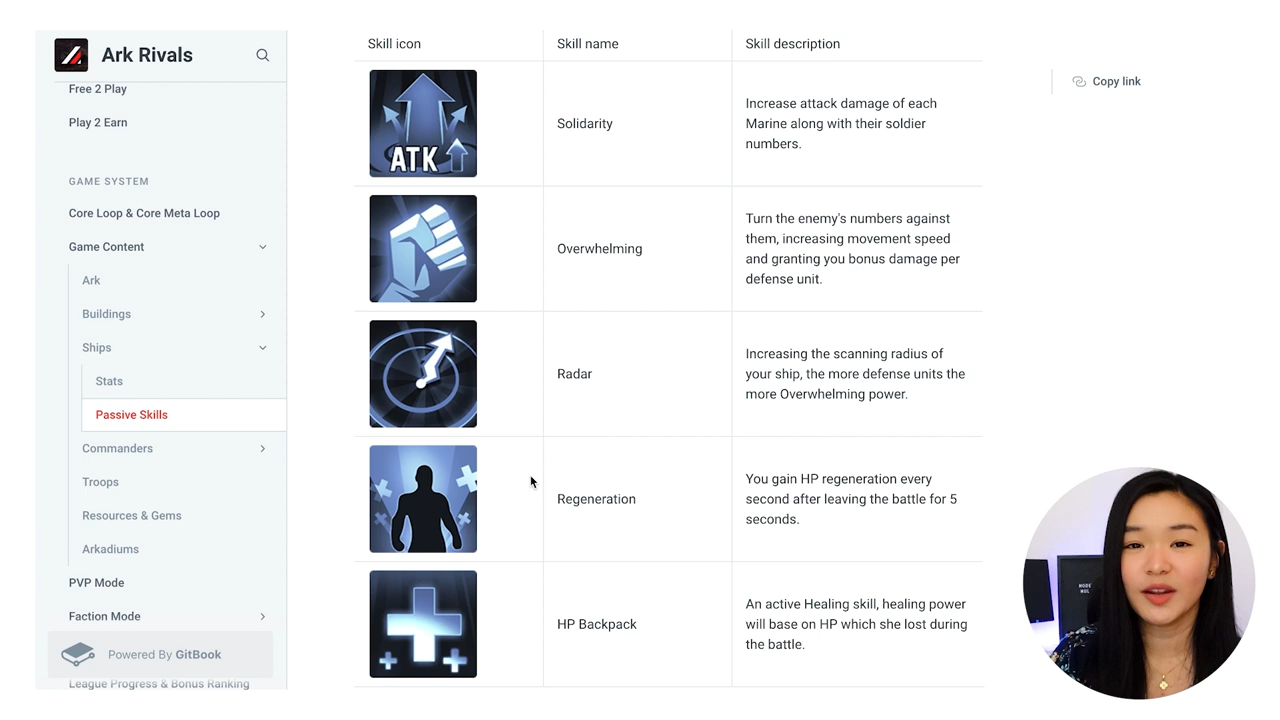 Ark Rivals
Free 2 Play
Play 2 Earn
GAME SYSTEM
Core Loop & Core Meta Loop
Game Content
Ark
Buildings
Ships
Stats
Passive Skills
Commanders
Troops
Resources & Gems
Arkadiums
PVP Mode
Faction Mode
Powered By GitBook
League Progress & Bonus Ranking
Skill icon
Skill name
Skill description
ATK
Solidarity
Increase attack damage of each
Marine along with their soldier
numbers.
Overwhelming
Turn the enemy's numbers against
them, increasing movement speed
and granting you bonus damage per
defense unit.
Radar
Increasing the scanning radius of
your ship, the more defense units the
more Overwhelming power.
Regeneration
You gain HP regeneration every
second after leaving the battle for 5
seconds.
HP Backpack
An active Healing skill, healing power
will base on HP which she lost during
the battle.
Copy link